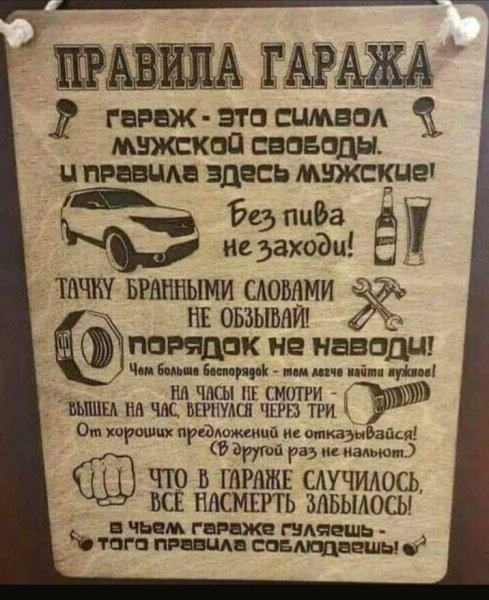 ПРАВИЛА ГАРАЖА
гараж - это символ
мужской свободы.
и правила здесь мужские!
Без пива
не заходи!
ТАЧКУ БРАННЫМИ СЛОВАМИ
НЕ ОБЗЫВАЙ!
порядок не наводи!
Чем больше беспорядок - тем легче найти нужное!
НА ЧАСЫ НЕ СМОТРИ -
ВЫШЕЛ НА ЧАС, ВЕРНУЛСЯ ЧЕРЕЗ ТРИ.
От хороших предложений не отказывайся!
(В другой раз не нальют.)
ЧТО В ГАРАЖЕ СЛУЧИЛОСЬ,
ВСЁ НАСМЕРТЬ ЗАБЫЛОСЬ!
в чьем гараже гуляешь -
того правила соблюдаешь!